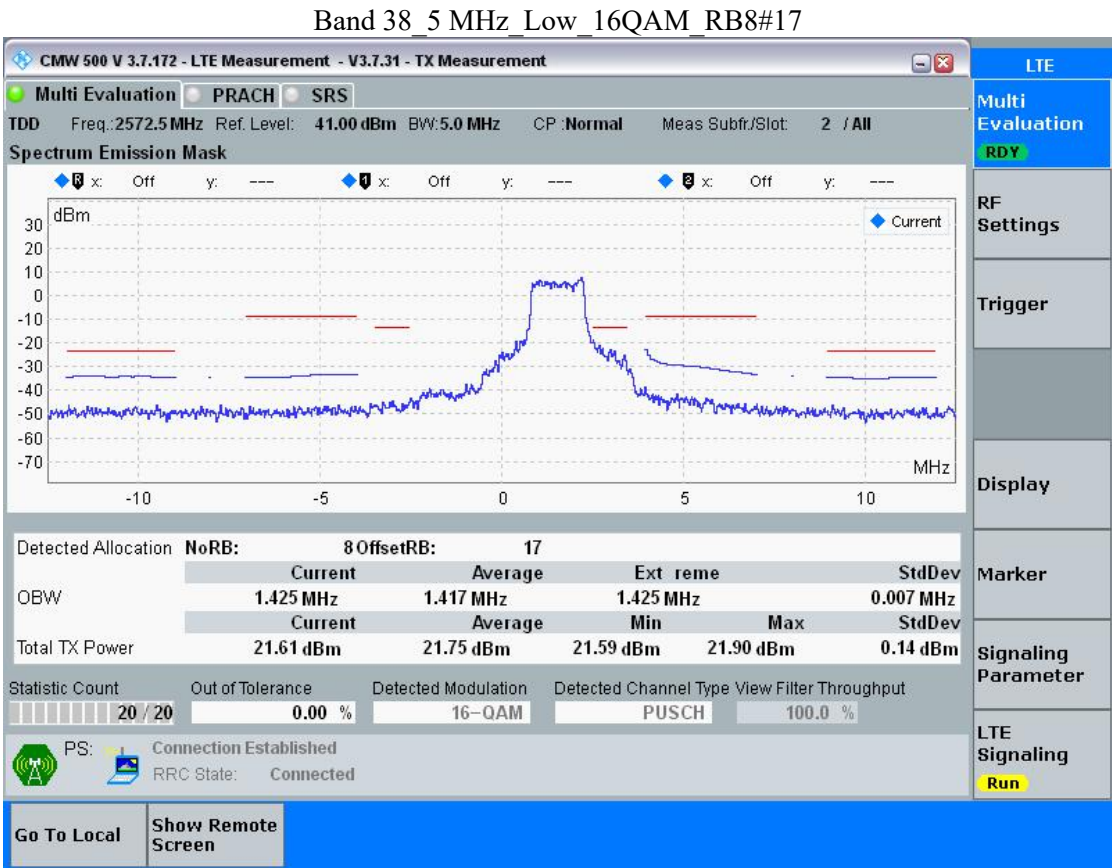 Band 38_5 MHz_Low_16QAM_RB8#17
CMW 500 V 3.7.172 - LTE Measurement - V3.7.31 - TX Measurement
LTE
Multi Evaluation PRACH SRS
Multi Evaluation
RDY
TDD Freq.:2572.5 MHz Ref. Level: 41.00 dBm BW:5.0 MHz CP :Normal Meas Subfr./Slot: 2 / All
Spectrum Emission Mask
R x: Off y: --- 1 x: Off y: --- 2 x: Off y: ---
dBm
Current
30
20
10
0
-10
-20
-30
-40
-50
-60
-70
MHz
-10 -5 0 5 10
RF Settings
Trigger
Display
Marker
Signaling Parameter
LTE Signaling
Run
Detected Allocation NoRB: 8 OffsetRB: 17
Current Average Ext reme StdDev
OBW 1.425 MHz 1.417 MHz 1.425 MHz 0.007 MHz
Current Average Min Max StdDev
Total TX Power 21.61 dBm 21.75 dBm 21.59 dBm 21.90 dBm 0.14 dBm
Statistic Count Out of Tolerance Detected Modulation Detected Channel Type View Filter Throughput
20 / 20 0.00 % 16-QAM PUSCH 100.0 %
PS: Connection Established
RRC State: Connected
Go To Local
Show Remote Screen